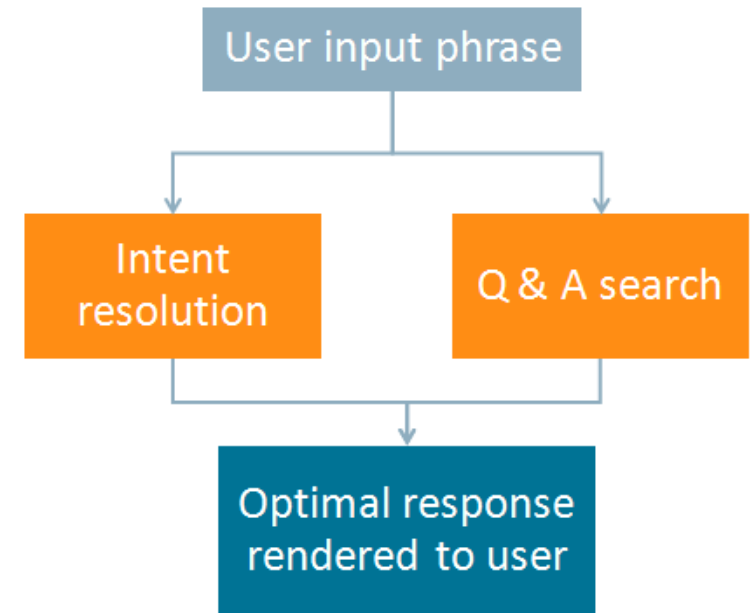 User input phrase
Intent
resolution
Q & A search
Optimal response
rendered to user